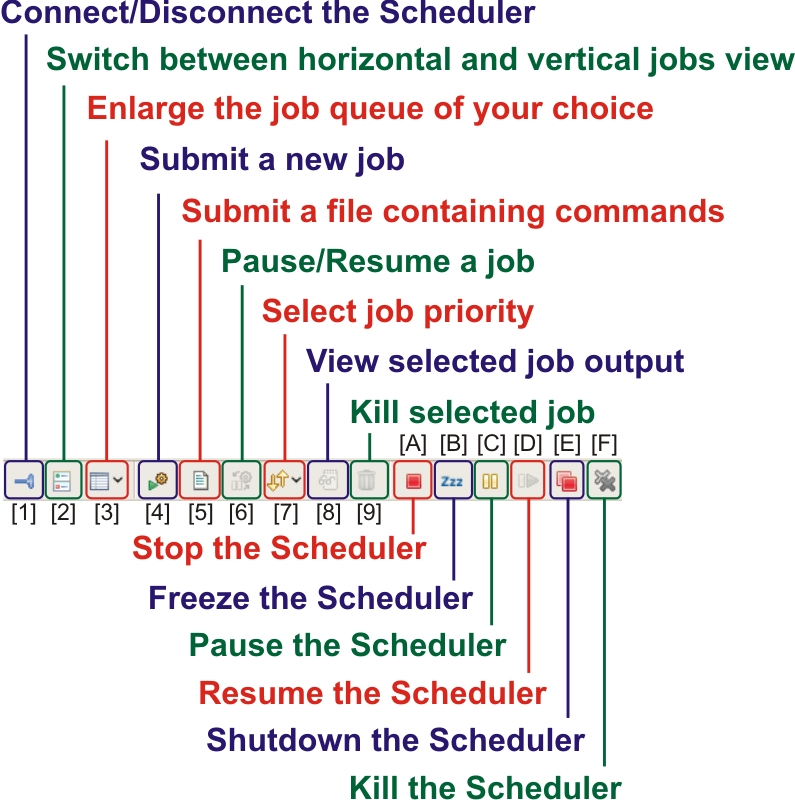 Connect/Disconnect the Scheduler
Switch between horizontal and vertical jobs view
Enlarge the job queue of your choice
Submit a new job
Submit a file containing commands
Pause/Resume a job
Select job priority
View selected job output
Kill selected job
[A] [B] [C] [D] [E] [F]
Zzz
[1] [2] [3] [4] [5] [6] [7] [8] [9]
Stop the Scheduler
Freeze the Scheduler
Pause the Scheduler
Resume the Scheduler
Shutdown the Scheduler
Kill the Scheduler